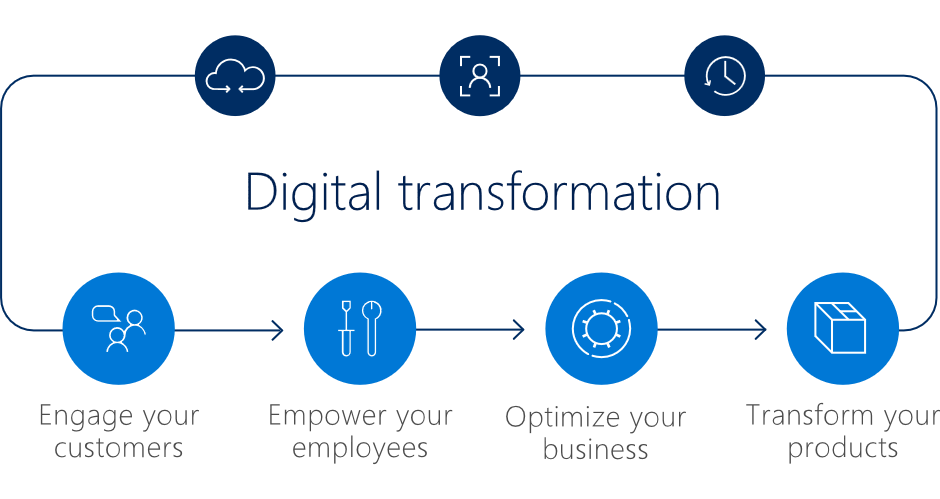 Digital transformation
Engage your
customers
Empower your
employees
Optimize your
business
Transform your
products